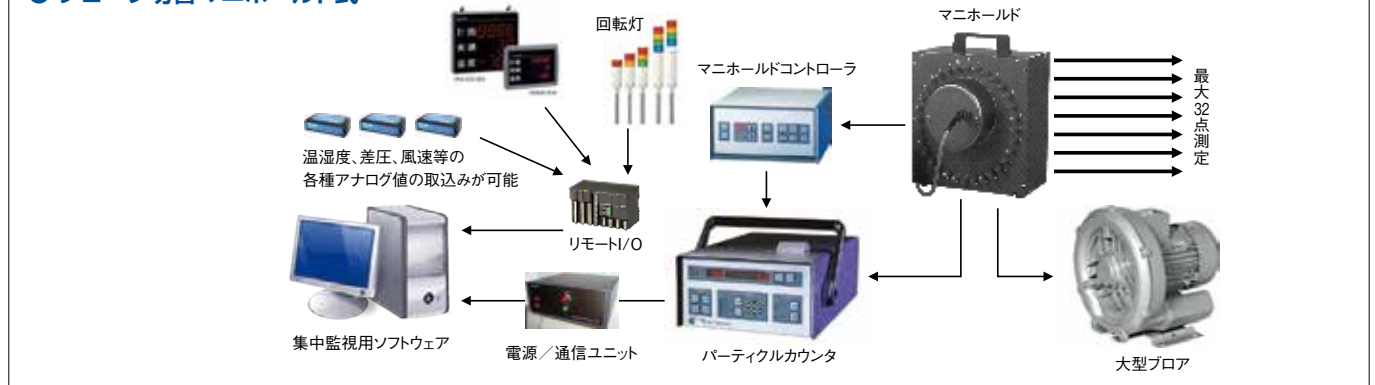 マニホールド
回転灯
マニホールドコントローラ
最大32点測定
温湿度、差圧、風速等の
各種アナログ値の取込みが可能
リモートI/O
集中監視用ソフトウェア
電源／通信ユニット
パーティクルカウンタ
大型ブロア